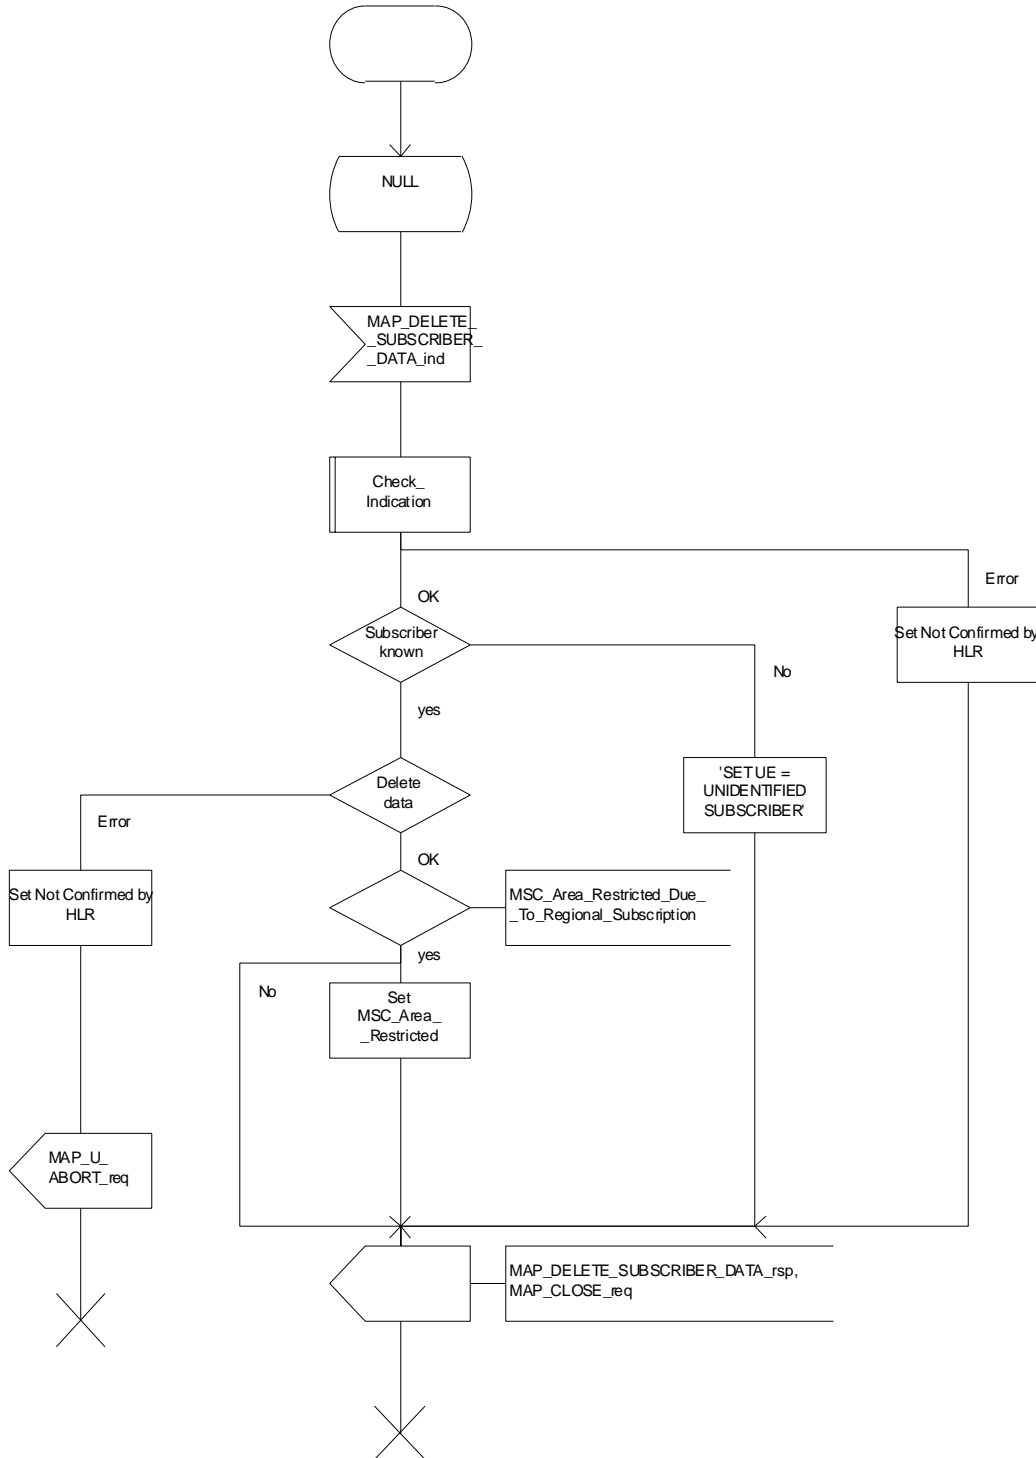 NULL
MAP_DELETE_
_SUBSCRIBER_
_DATA_ind
Check_
Indication
Error
OK
Subscriber
known
Set Not Confirmed by
HLR
No
yes
Delete
data
'SET UE =
UNIDENTIFIED
SUBSCRIBER'
Error
OK
Set Not Confirmed by
HLR
MSC_Area_Restricted_Due_
_To_Regional_Subscription
yes
No
Set
MSC_Area_
_Restricted
MAP_U_
ABORT_req
MAP_DELETE_SUBSCRIBER_DATA_rsp,
MAP_CLOSE_req